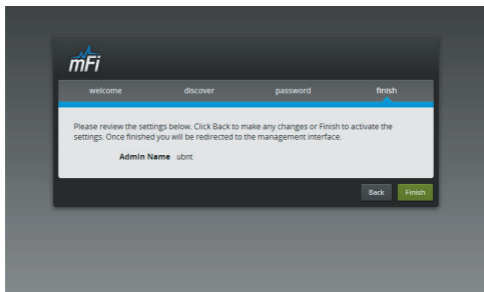 mFi
welcome discover password finish
Please review the settings below. Click Back to make any changes or Finish to activate the
settings. Once finished you will be redirected to the management interface.
Admin Name ubnt
Back Finish